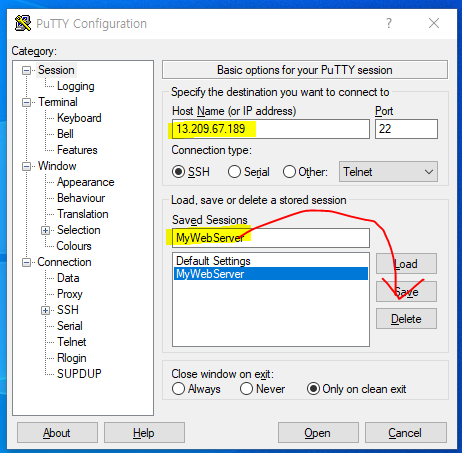 PuTTY Configuration ? ×
Category:
Session
Logging
Terminal
Keyboard
Bell
Features
Window
Appearance
Behaviour
Translation
Selection
Colours
Connection
Data
Proxy
SSH
Serial
Telnet
Rlogin
SUPDUP
Basic options for your PuTTY session
Specify the destination you want to connect to
Host Name (or IP address) Port
13.209.67.189 22
Connection type:
SSH Serial Other: Telnet
Load, save or delete a stored session
Saved Sessions
MyWebServer
Default Settings
MyWebServer
Load
Save
Delete
Close window on exit:
Always Never Only on clean exit
About Help Open Cancel